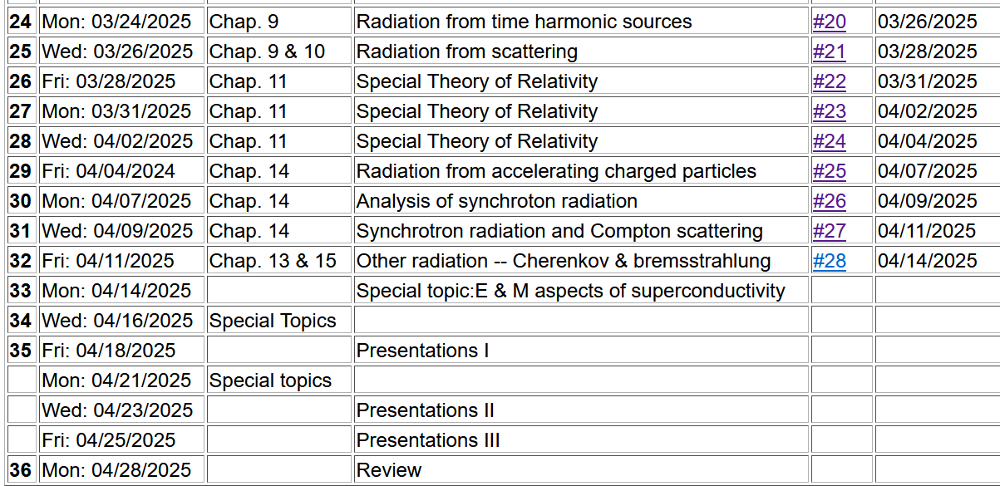 24 Mon: 03/24/2025 Chap. 9 Radiation from time harmonic sources #20 03/26/2025
25 Wed: 03/26/2025 Chap. 9 & 10 Radiation from scattering #21 03/28/2025
26 Fri: 03/28/2025 Chap. 11 Special Theory of Relativity #22 03/31/2025
27 Mon: 03/31/2025 Chap. 11 Special Theory of Relativity #23 04/02/2025
28 Wed: 04/02/2025 Chap. 11 Special Theory of Relativity #24 04/04/2025
29 Fri: 04/04/2024 Chap. 14 Radiation from accelerating charged particles #25 04/07/2025
30 Mon: 04/07/2025 Chap. 14 Analysis of synchroton radiation #26 04/09/2025
31 Wed: 04/09/2025 Chap. 14 Synchrotron radiation and Compton scattering #27 04/11/2025
32 Fri: 04/11/2025 Chap. 13 & 15 Other radiation -- Cherenkov & bremsstrahlung #28 04/14/2025
33 Mon: 04/14/2025 Special topic:E & M aspects of superconductivity
34 Wed: 04/16/2025 Special Topics
35 Fri: 04/18/2025 Presentations I
Mon: 04/21/2025 Special topics
Wed: 04/23/2025 Presentations II
Fri: 04/25/2025 Presentations III
36 Mon: 04/28/2025 Review